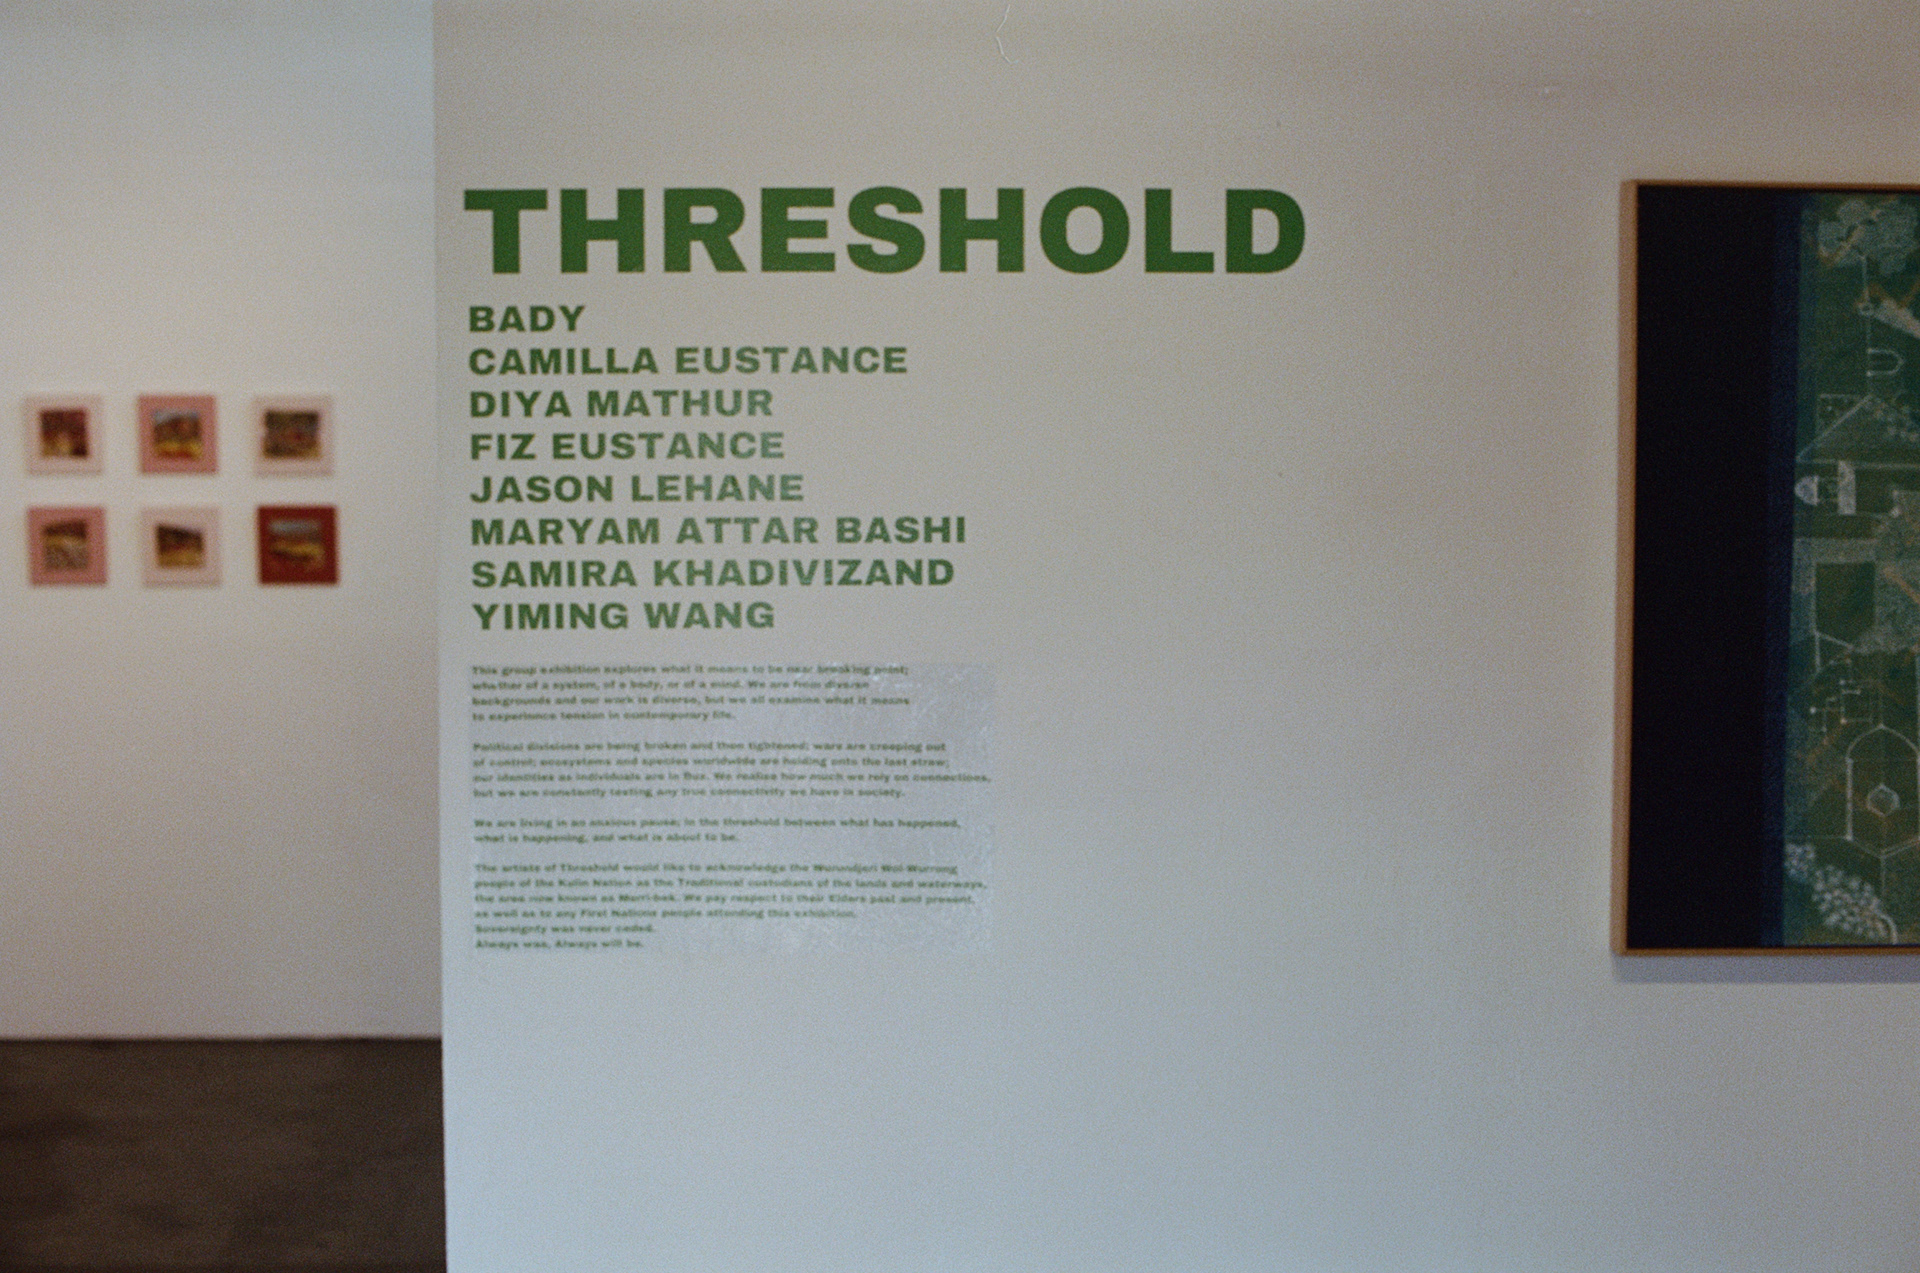 THRESHOLD
BADY
CAMILLA EUSTANCE
DIYA MATHUR
FIZ EUSTANCE
JASON LEHANE
MARYAM ATTAR BASHI
SAMIRA KHADIVIZAND
YIMING WANG
This group exhibition explores what it means to be near breaking point;
whether of a system, of a body, or of a mind. We are from diverse
backgrounds and our work is diverse, but we all examine what it means
to experience tension in contemporary life.
Political divisions are being broken and then tightened; wars are creeping out
of control; ecosystems and species worldwide are holding onto the last straw;
our identities as individuals are in flux. We realise how much we rely on connections,
but we are constantly testing any true connectivity we have in society.
We are living in an anxious pause; in the threshold between what has happened,
what is happening, and what is about to be.
The artists of Threshold would like to acknowledge the Wurundjeri Woi-Wurrung
people of the Kulin Nation as the Traditional custodians of the lands and waterways,
the area now known as Merri-bek. We pay respect to their Elders past and present,
as well as to any First Nations people attending this exhibition.
Sovereignty was never ceded.
Always was, Always will be.